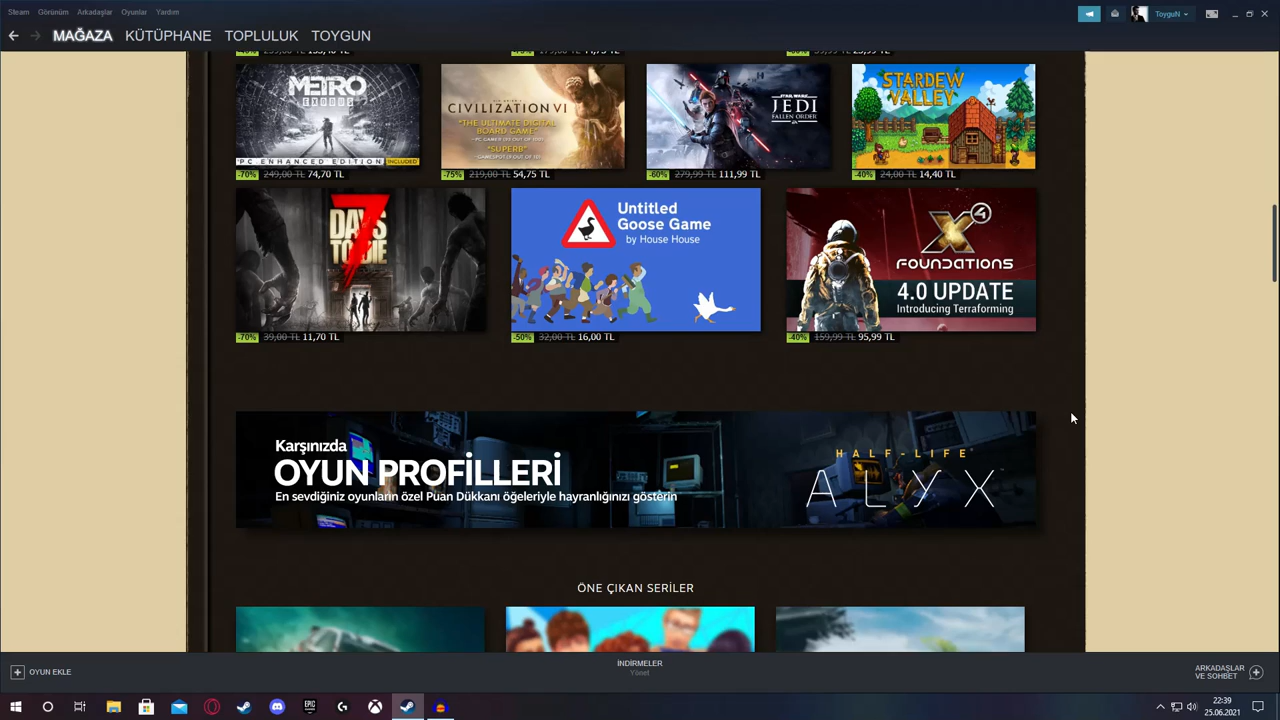 Steam Görünüm Arkadaşlar Oyunlar Yardım
ToygunN
MAĞAZA KÜTÜPHANE TOPLULUK TOYGUN
METRO
EXODUS
PC ENHANCED EDITION INCLUDED
-70% 249,00 TL 74,70 TL
SID MEIER'S
CIVILIZATION VI
"THE ULTIMATE DIGITAL
BOARD GAME"
"SUPERB"
-75% 219,00 TL 54,75 TL
STAR WARS
JEDI
FALLEN ORDER
-60% 279,99 TL 111,99 TL
STARDEW
VALLEY
-40% 24,00 TL 14,40 TL
7
DAYS
TO DIE
-70% 39,00 TL 11,70 TL
Untitled
Goose Game
by House House
-50% 32,00 TL 16,00 TL
X4
FOUNDATIONS
4.0 UPDATE
Introducing Terraforming
-40% 159,99 TL 95,99 TL
Karşınızda
OYUN PROFİLLERİ
En sevdiğiniz oyunların özel Puan Dükkanı öğeleriyle hayranlığınızı gösterin
HALF-LIFE
ALYX
ÖNE ÇIKAN SERİLER
OYUN EKLE
İNDİRMELER
Yönet
ARKADAŞLAR
VE SOHBET
EPIC
GAMES
22:39
25.06.2021